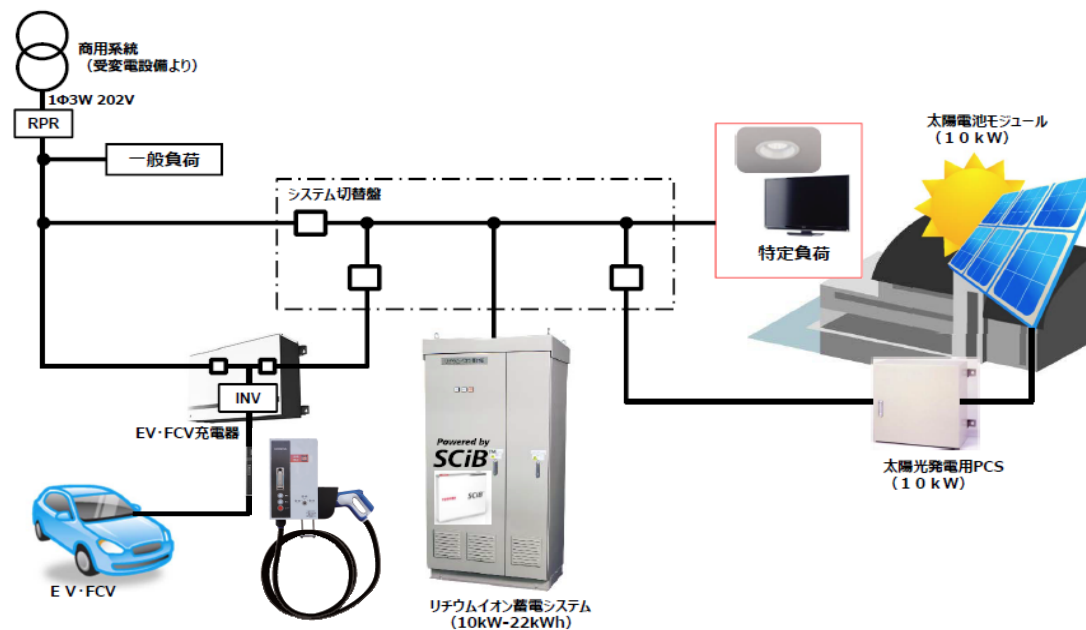 商用系統
（受変電設備より）
1Φ3W 202V
RPR
一般負荷
システム切替盤
特定負荷
太陽電池モジュール
（１０ｋW）
INV
EV･FCV充電器
ＥＶ･FCV
Powered by
SCiB™
TOSHIBA
SCiB™
リチウムイオン蓄電システム
（10kW-22kWh）
太陽光発電用PCS
（１０ｋW）